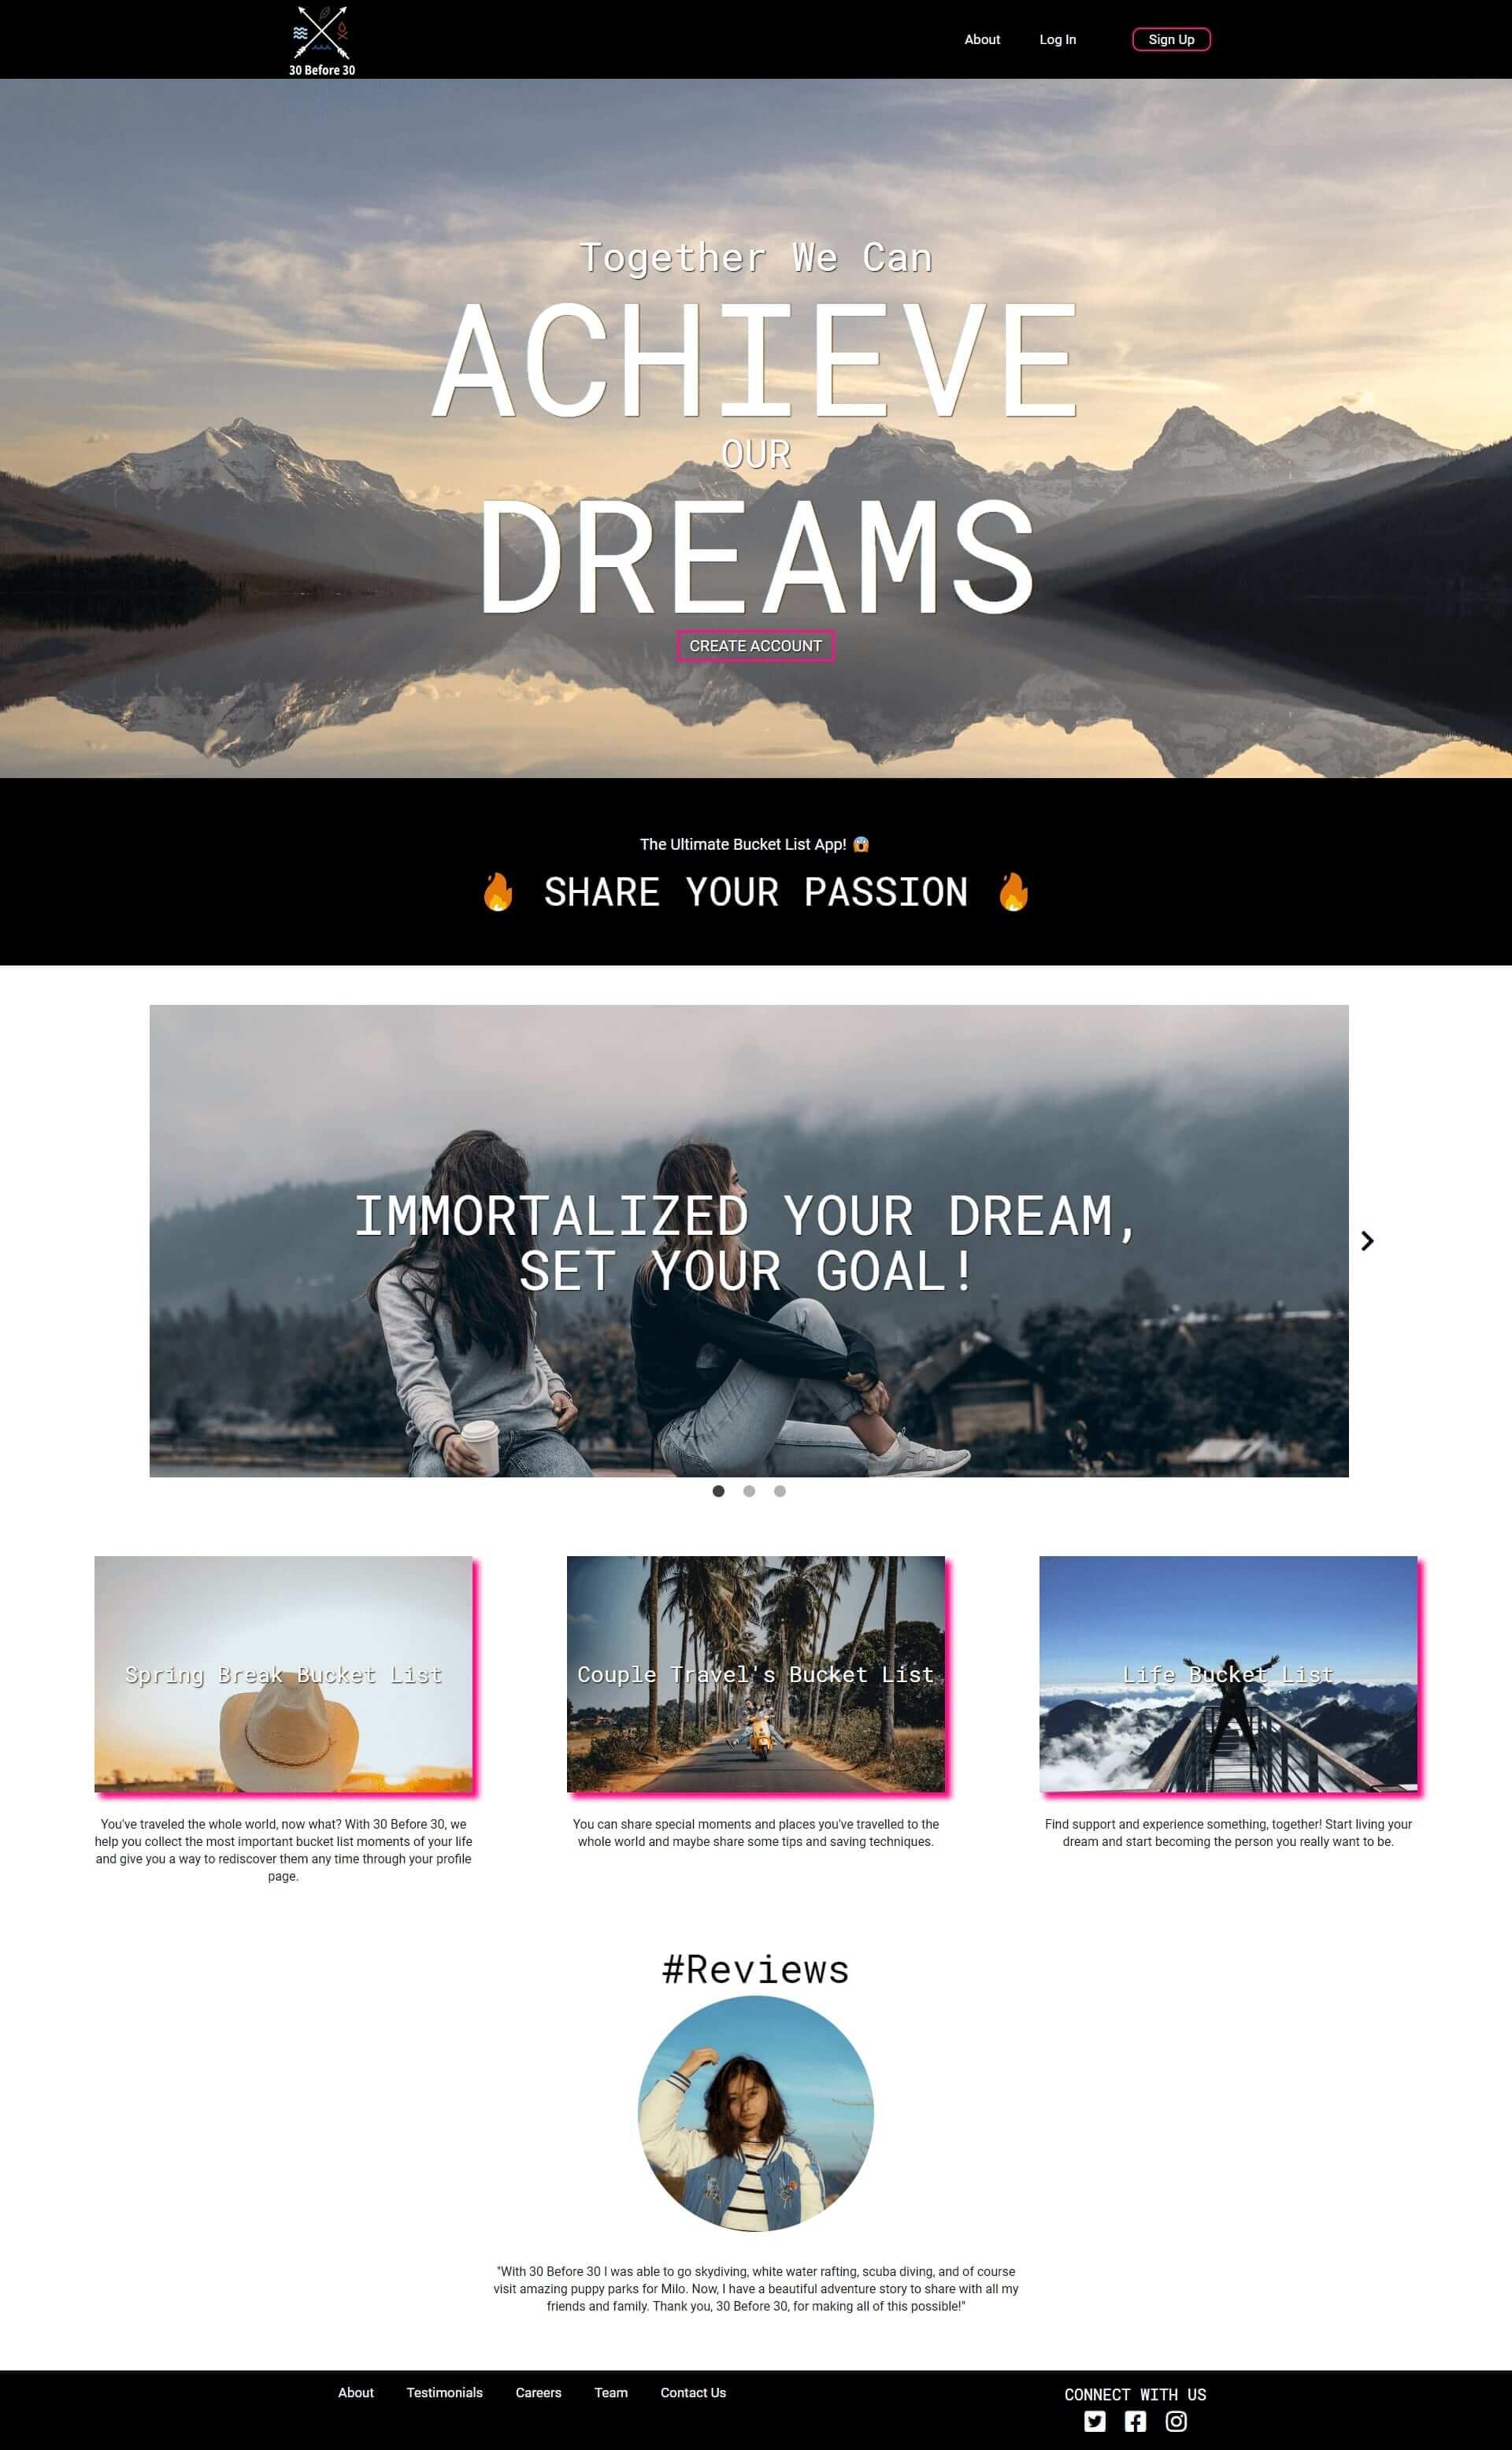 30 Before 30
About
Log In
Sign Up
Together We Can
ACHIEVE
OUR
DREAMS
CREATE ACCOUNT
The Ultimate Bucket List App! 😱
🔥 SHARE YOUR PASSION 🔥
IMMORTALIZED YOUR DREAM,
SET YOUR GOAL!
Spring Break Bucket List
You've traveled the whole world, now what? With 30 Before 30, we
help you collect the most important bucket list moments of your life
and give you a way to rediscover them any time through your profile
page.
Couple Travel's Bucket List
You can share special moments and places you've travelled to the
whole world and maybe share some tips and saving techniques.
Life Bucket List
Find support and experience something, together! Start living your
dream and start becoming the person you really want to be.
#Reviews
"With 30 Before 30 I was able to go skydiving, white water rafting, scuba diving, and of course
visit amazing puppy parks for Milo. Now, I have a beautiful adventure story to share with all my
friends and family. Thank you, 30 Before 30, for making all of this possible!"
About
Testimonials
Careers
Team
Contact Us
CONNECT WITH US